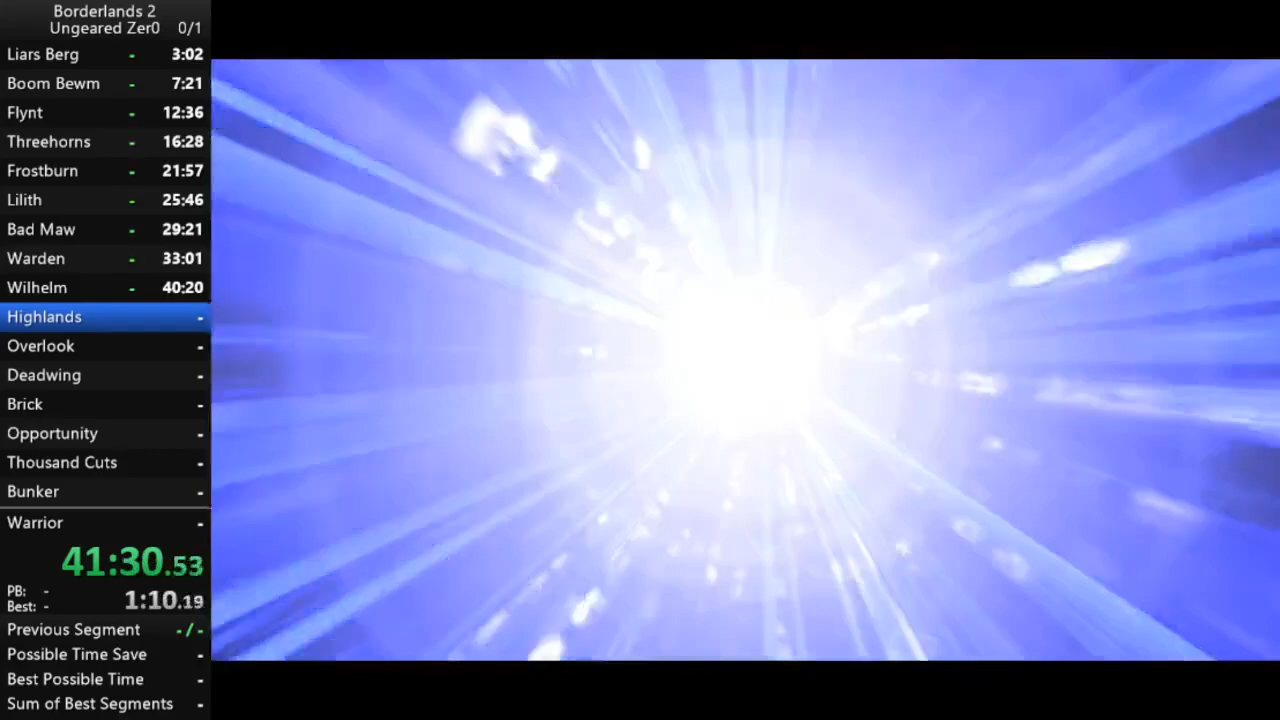 Borderlands 2
Ungeared Zer0 0/1
Liars Berg - 3:02
Boom Bewm - 7:21
Flynt - 12:36
Threehorns - 16:28
Frostburn - 21:57
Lilith - 25:46
Bad Maw - 29:21
Warden - 33:01
Wilhelm - 40:20
Highlands -
Overlook -
Deadwing -
Brick -
Opportunity -
Thousand Cuts -
Bunker -
Warrior -
41:30.53
PB: -
Best: - 1:10.19
Previous Segment - / -
Possible Time Save -
Best Possible Time -
Sum of Best Segments -